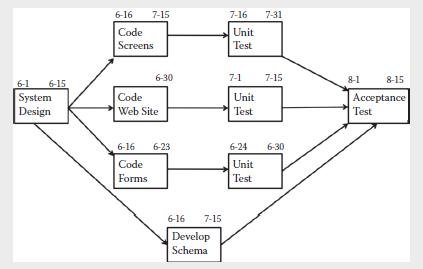 6-16 7-15
Code
Screens
7-16 7-31
Unit
Test
6-1 6-15
System
Design
6-30
Code
Web Site
7-1 7-15
Unit
Test
8-1 8-15
Acceptance
Test
6-16 6-23
Code
Forms
6-24 6-30
Unit
Test
6-16 7-15
Develop
Schema